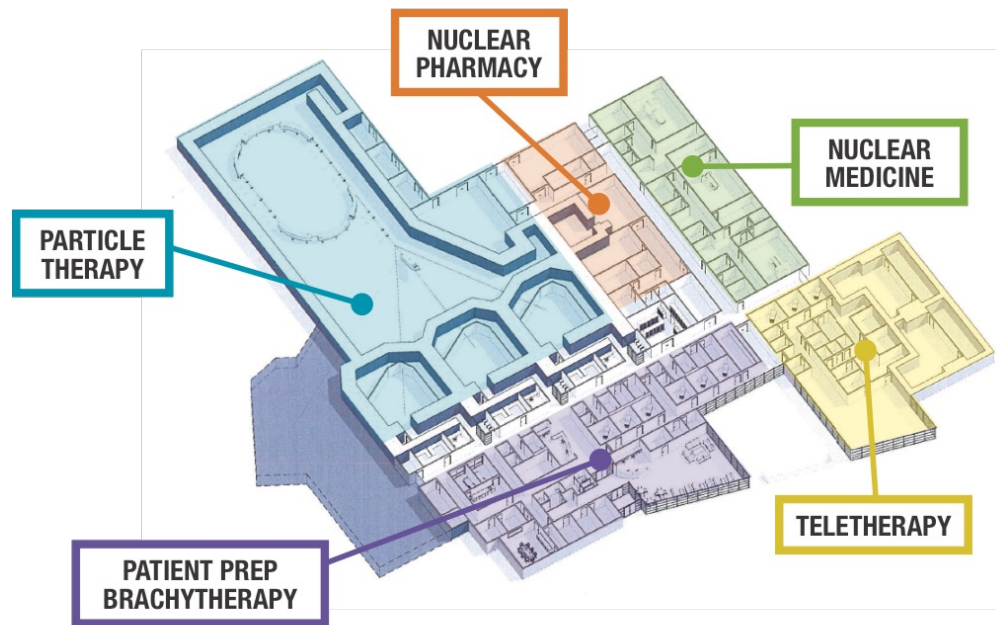 NUCLEAR
PHARMACY
NUCLEAR
MEDICINE
PARTICLE
THERAPY
TELETHERAPY
PATIENT PREP
BRACHYTHERAPY